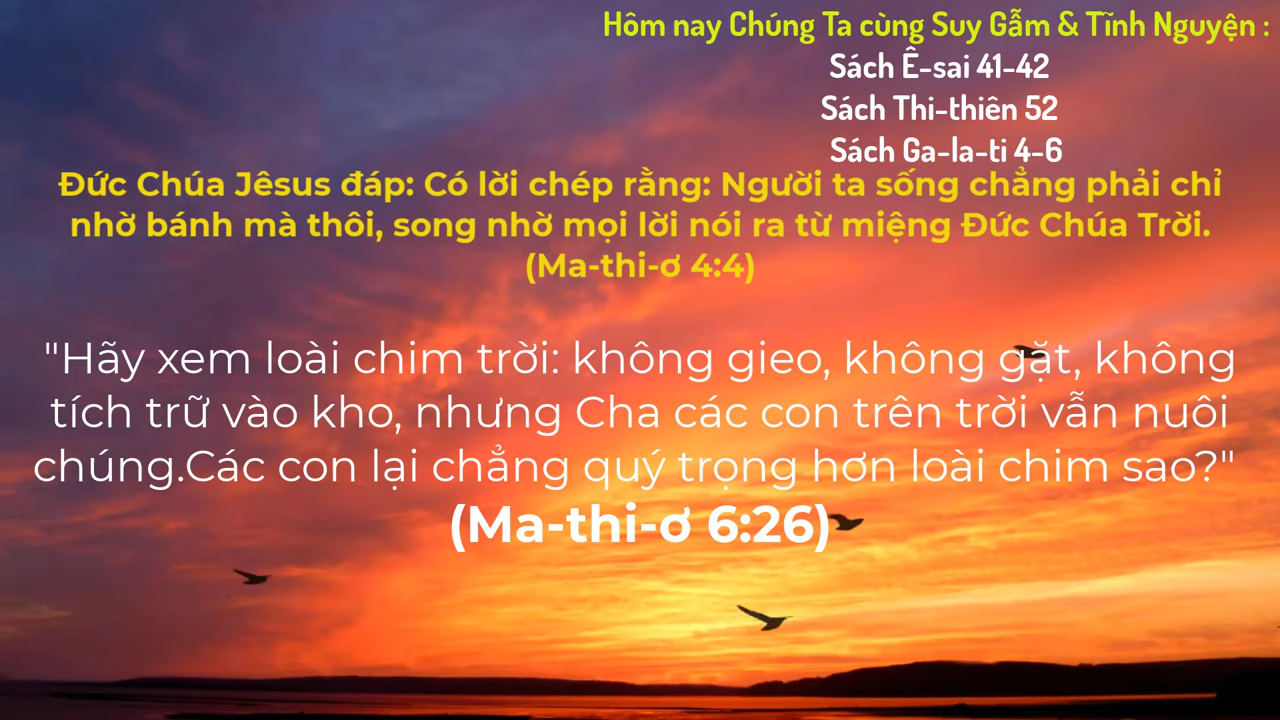 Hôm nay Chúng Ta cùng Suy Gẫm & Tĩnh Nguyện :
Sách Ê-sai 41-42
Sách Thi-thiên 52
Sách Ga-la-ti 4-6
Đức Chúa Jêsus đáp: Có lời chép rằng: Người ta sống chẳng phải chỉ
nhờ bánh mà thôi, song nhờ mọi lời nói ra từ miệng Đức Chúa Trời.
(Ma-thi-ơ 4:4)
"Hãy xem loài chim trời: không gieo, không gặt, không
tích trữ vào kho, nhưng Cha các con trên trời vẫn nuôi
chúng.Các con lại chẳng quý trọng hơn loài chim sao?"
(Ma-thi-ơ 6:26)